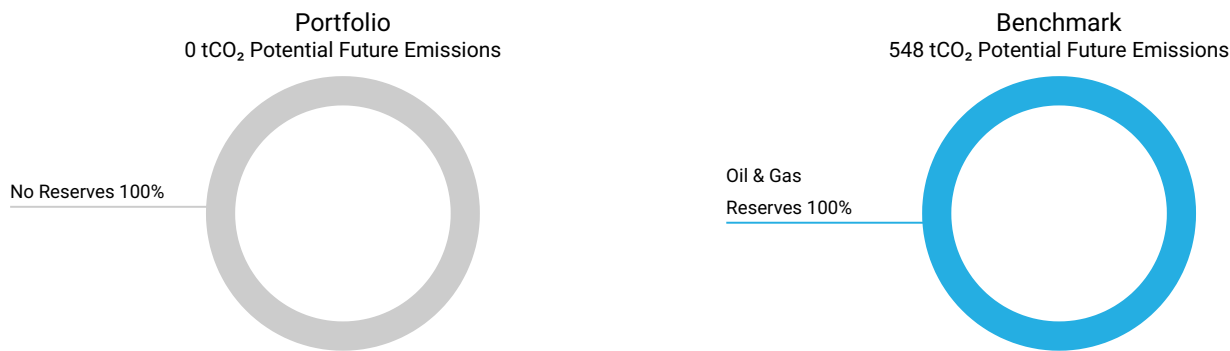 Portfolio
0 tCO₂ Potential Future Emissions
No Reserves 100%
Benchmark
548 tCO₂ Potential Future Emissions
Oil & Gas
Reserves 100%